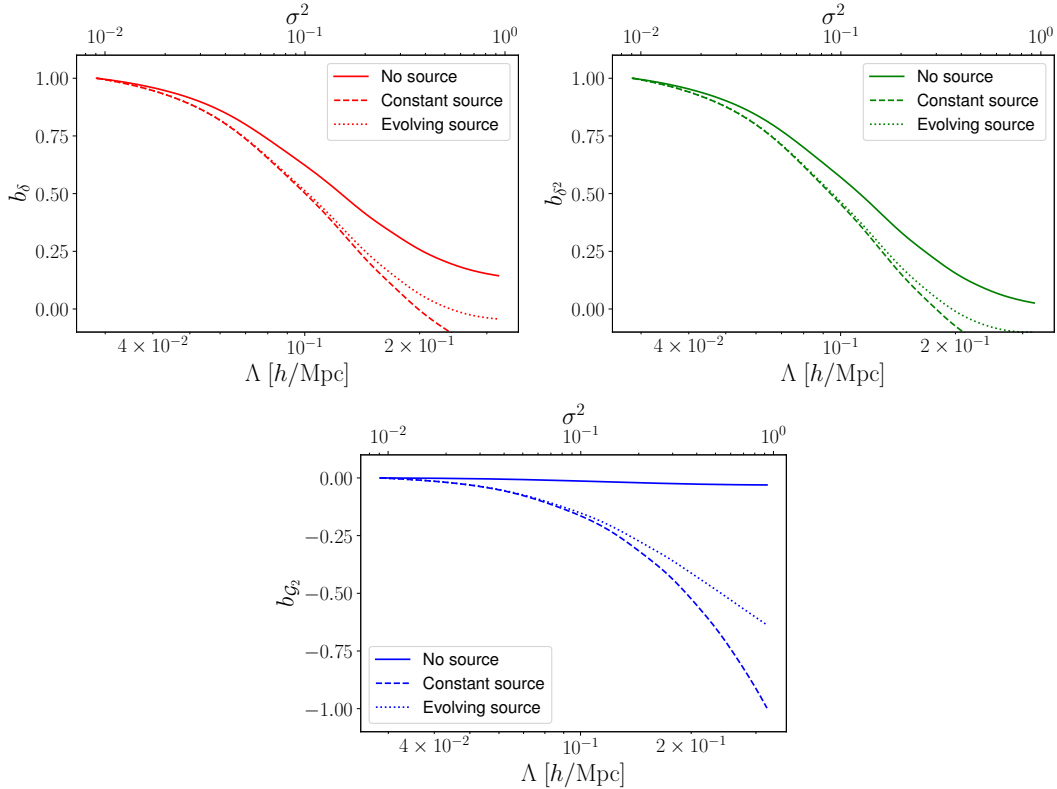 σ²
10⁻² 10⁻¹ 10⁰
1.00
0.75
0.50
0.25
0.00
b_δ
No source
Constant source
Evolving source
4 × 10⁻² 10⁻¹ 2 × 10⁻¹
Λ [h/Mpc]
σ²
10⁻² 10⁻¹ 10⁰
1.00
0.75
0.50
0.25
0.00
b_δ²
No source
Constant source
Evolving source
4 × 10⁻² 10⁻¹ 2 × 10⁻¹
Λ [h/Mpc]
σ²
10⁻² 10⁻¹ 10⁰
0.00
−0.25
−0.50
−0.75
−1.00
b_𝒢₂
No source
Constant source
Evolving source
4 × 10⁻² 10⁻¹ 2 × 10⁻¹
Λ [h/Mpc]